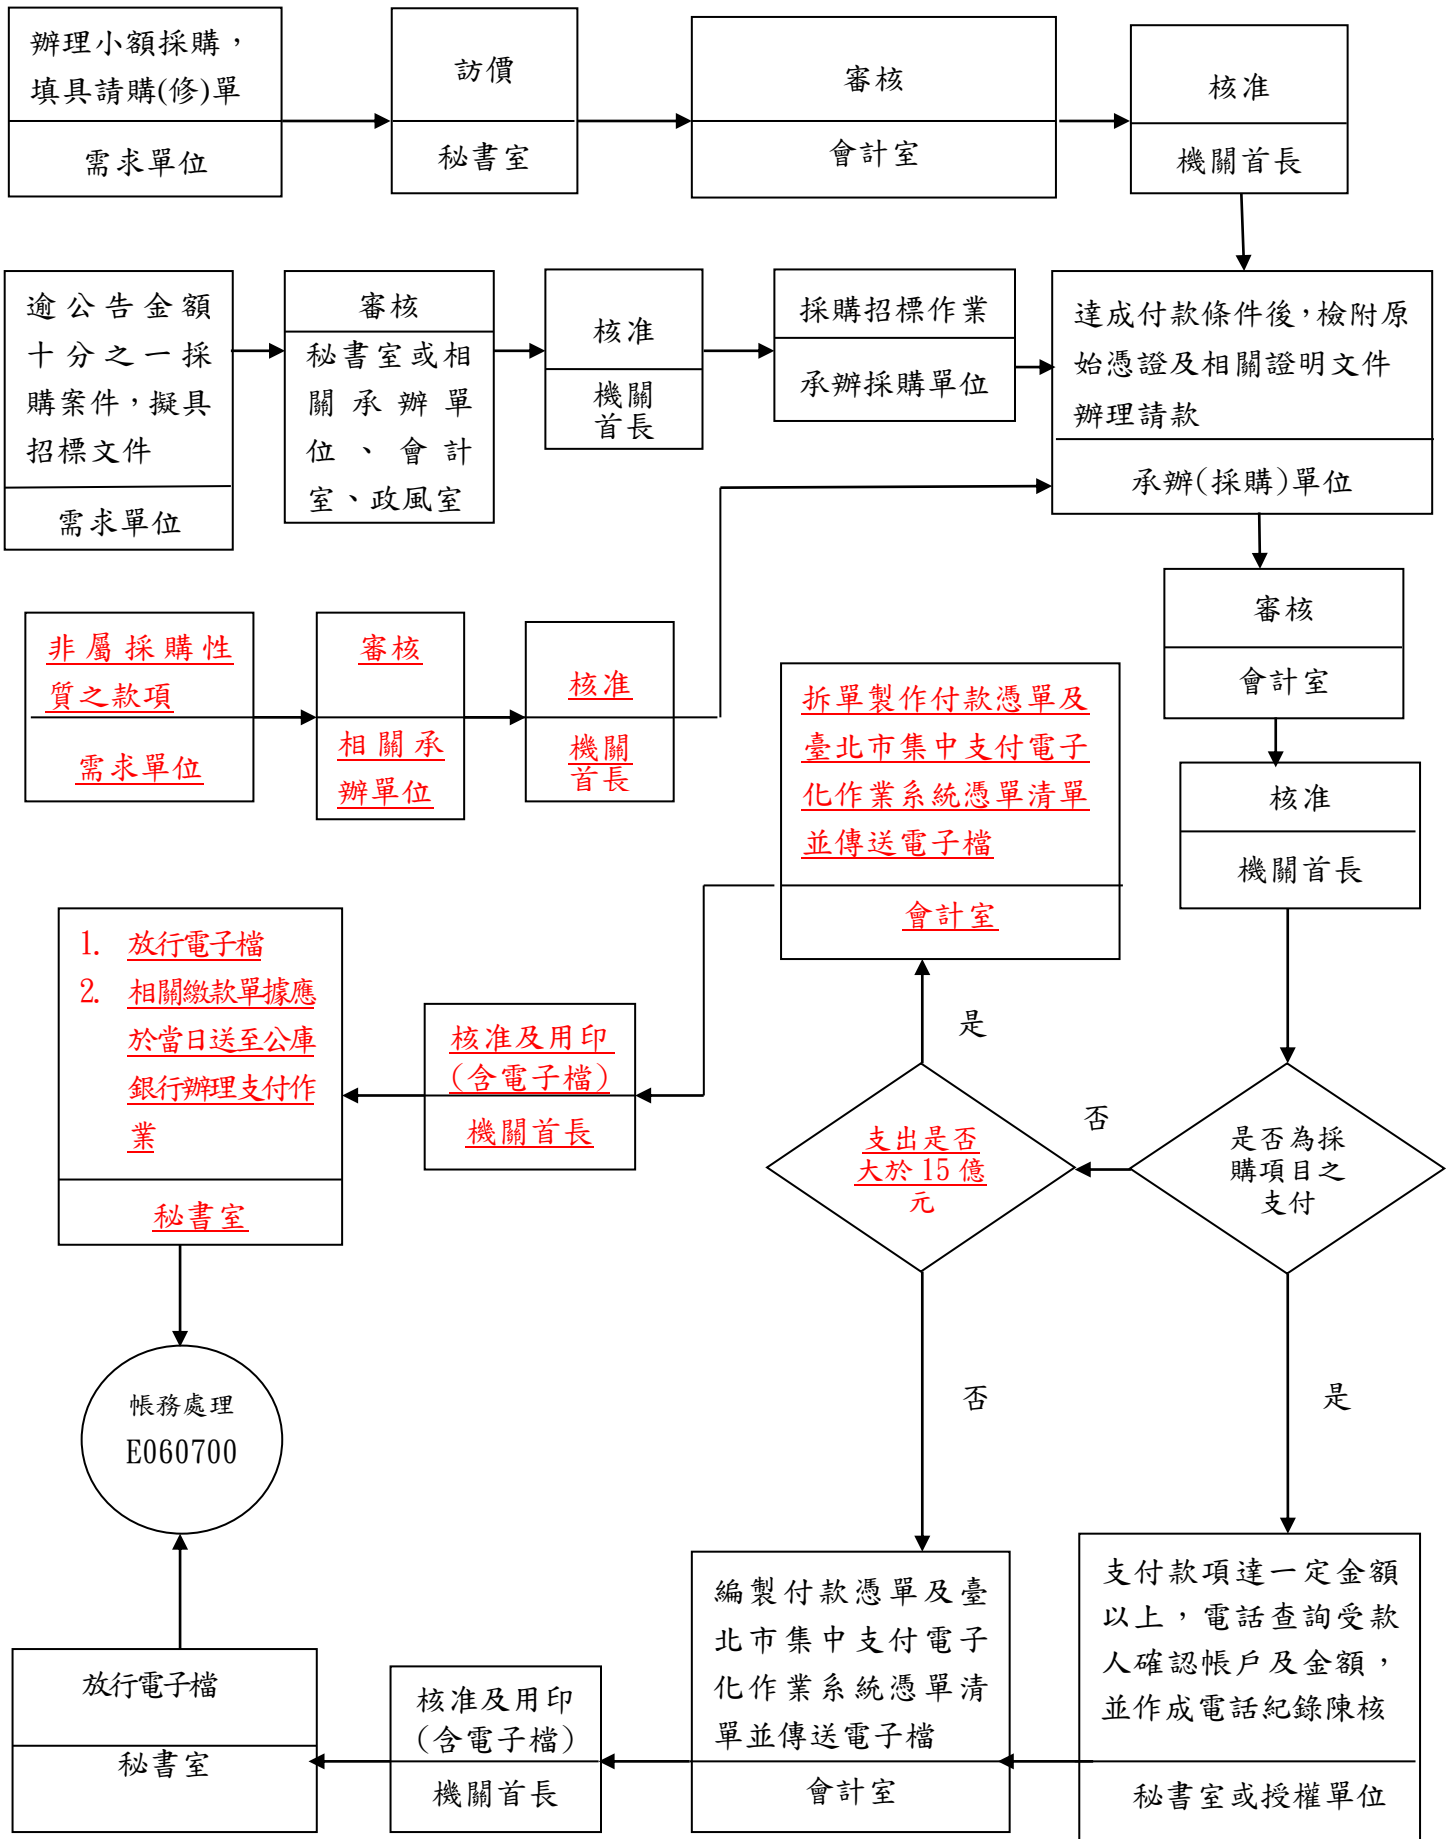 辦理小額採購，
填具請購(修)單
需求單位
訪價
秘書室
審核
會計室
核准
機關首長
逾公告金額
十分之一採
購案件，擬具
招標文件
需求單位
審核
秘書室或相
關承辦單
位、會計
室、政風室
核准
機關
首長
採購招標作業
承辦採購單位
達成付款條件後，檢附原
始憑證及相關證明文件
辦理請款
承辦(採購)單位
非屬採購性
質之款項
需求單位
審核
相關承
辦單位
核准
機關
首長
審核
會計室
核准
機關首長
拆單製作付款憑單及
臺北市集中支付電子
化作業系統憑單清單
並傳送電子檔
會計室
1. 放行電子檔
2. 相關繳款單據應
於當日送至公庫
銀行辦理支付作
業
秘書室
核准及用印
(含電子檔)
機關首長
是
支出是否
大於15億
元
否
是否為採
購項目之
支付
帳務處理
E060700
否
是
放行電子檔
秘書室
核准及用印
(含電子檔)
機關首長
編製付款憑單及臺
北市集中支付電子
化作業系統憑單清
單並傳送電子檔
會計室
支付款項達一定金額
以上，電話查詢受款
人確認帳戶及金額，
並作成電話紀錄陳核
秘書室或授權單位